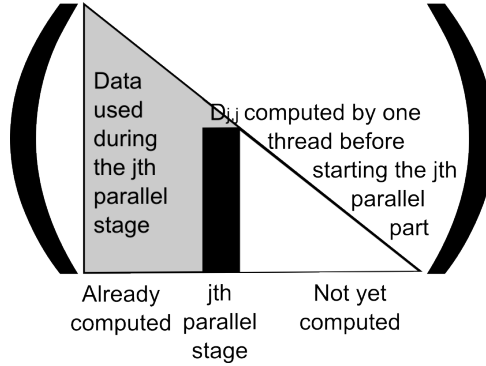 Data
used
during
the jth
parallel
stage
Dj,j computed by one
thread before
starting the jth
parallel
part
Already
computed
jth
parallel
stage
Not yet
computed